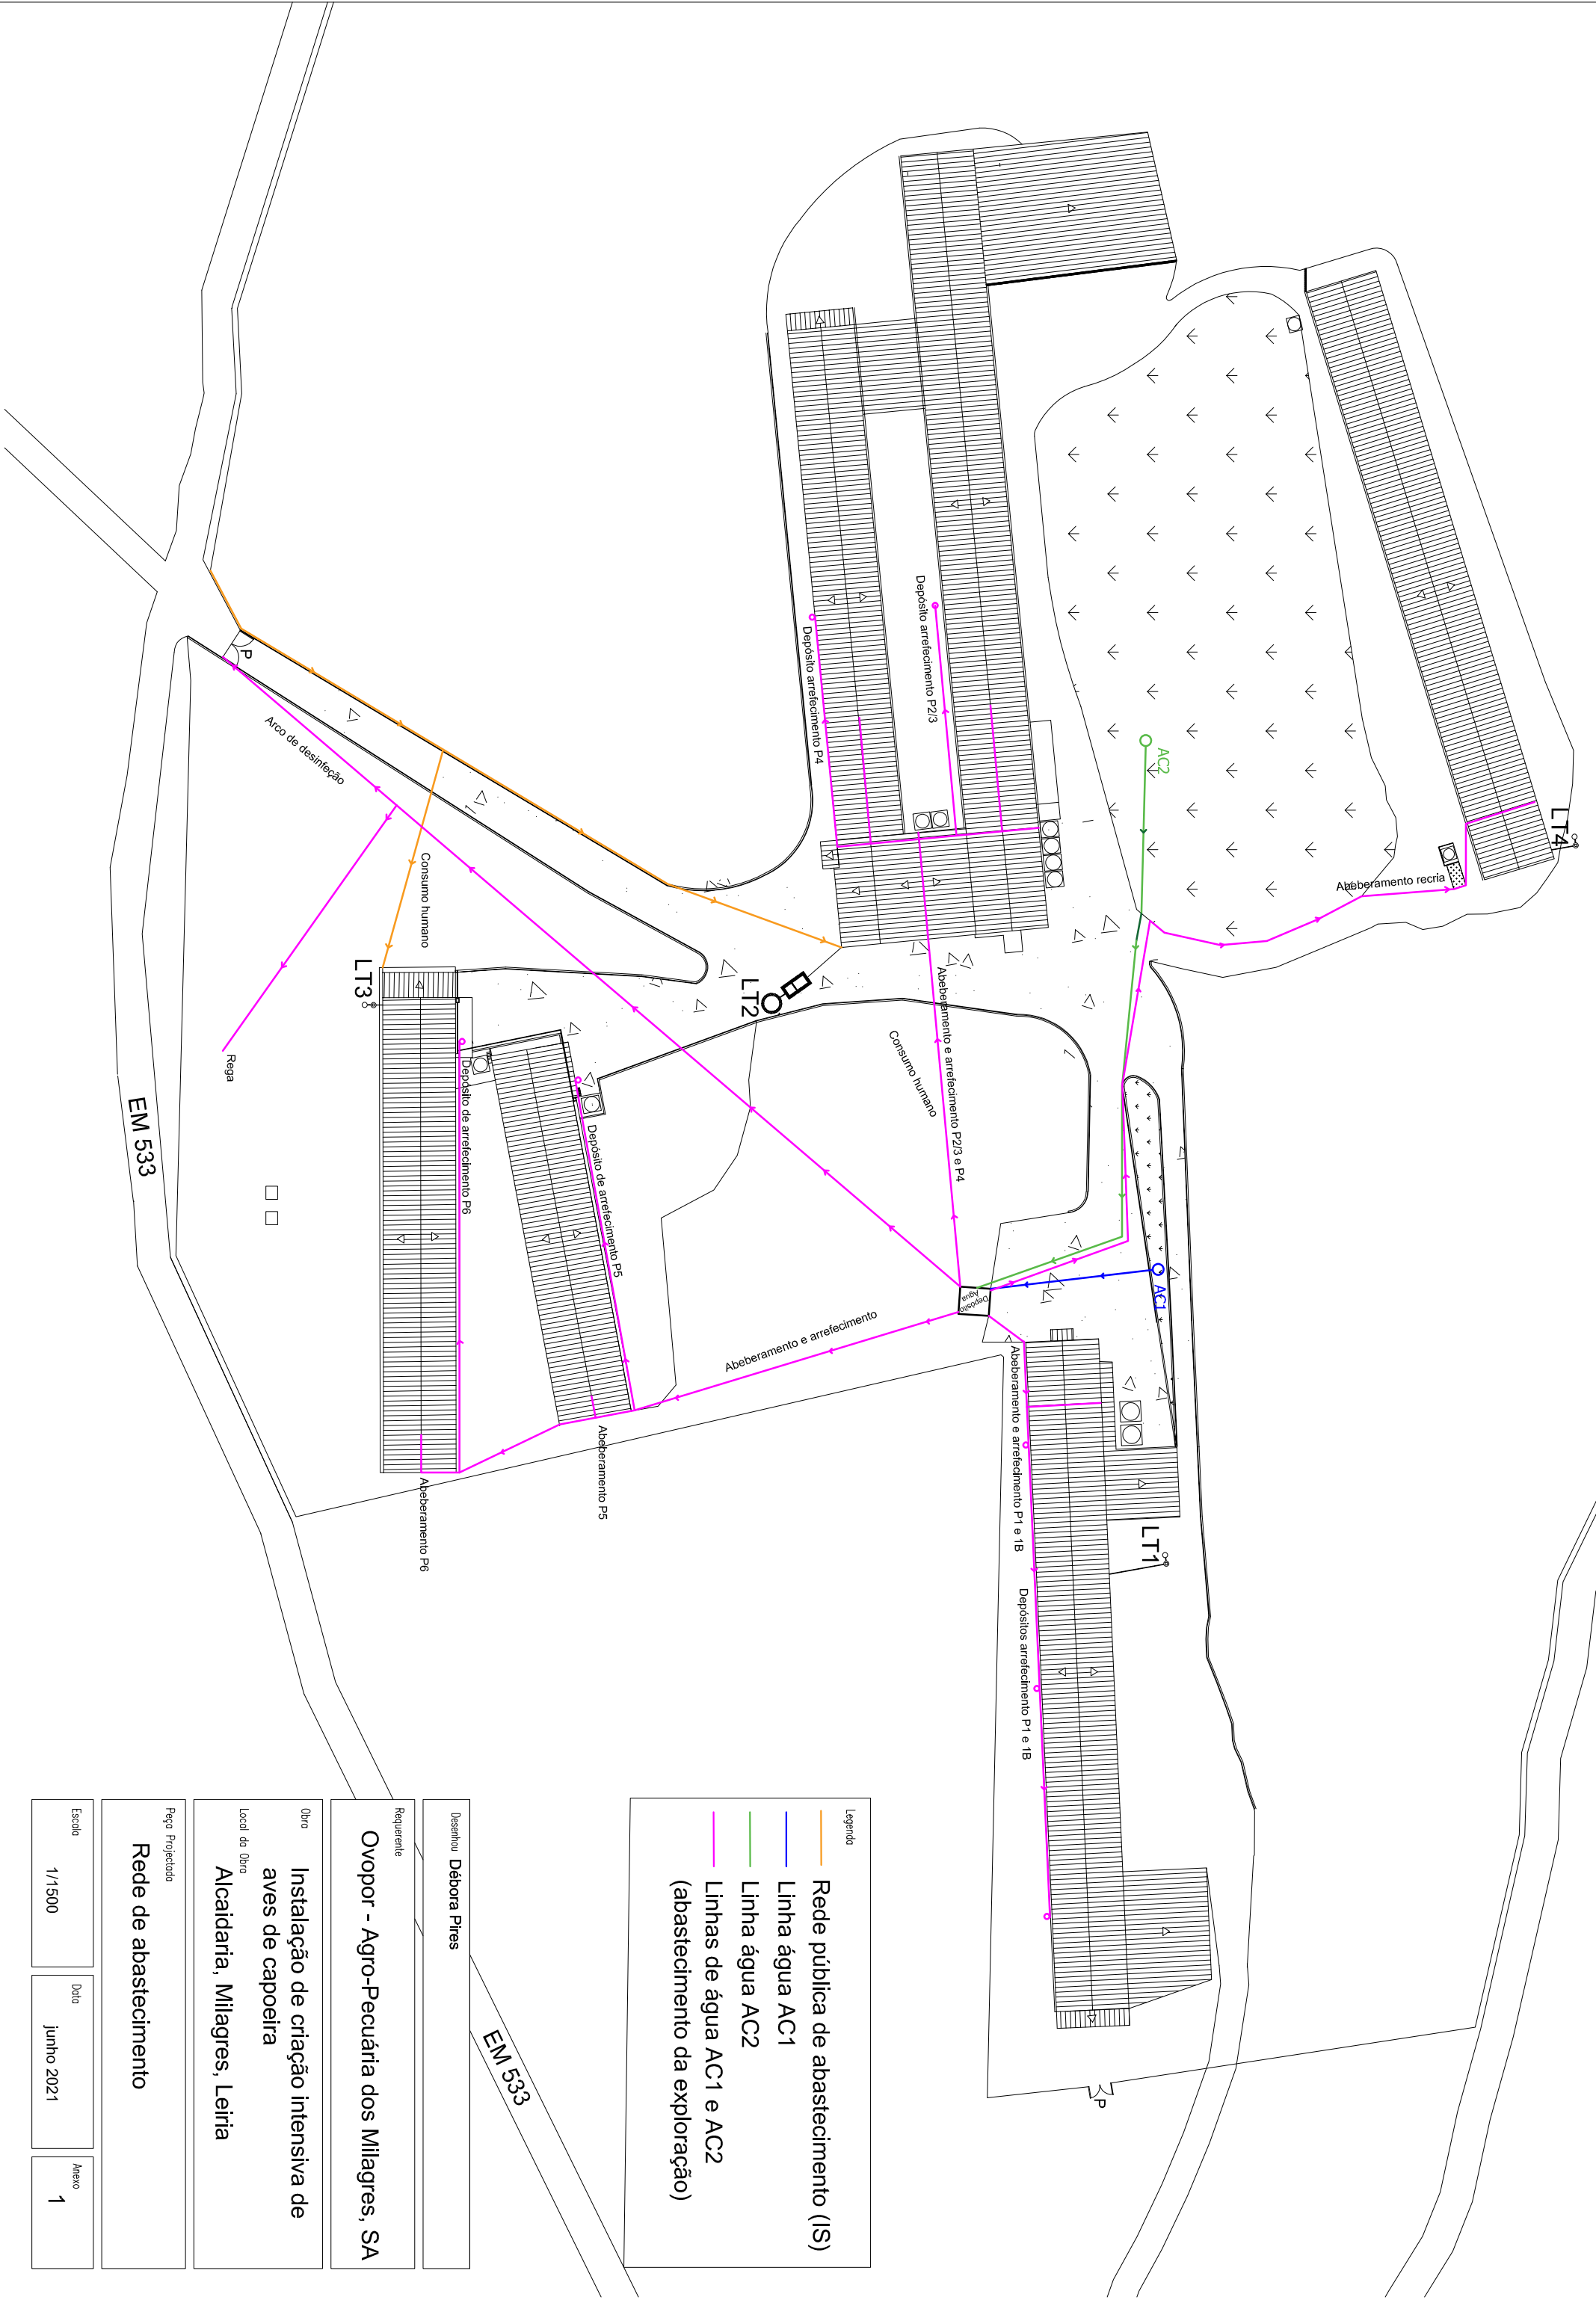 LT4
AC2
Abeberamento recria
Depósito arrefecimento P2/3
Depósito arrefecimento P4
P
Arco de desinfeção
Consumo humano
LT3
LT2
Abeberamento e arrefecimento P2/3 e P4
Consumo humano
Rega
EM 533
Depósito de arrefecimento P6
Depósito de arrefecimento P5
Depósito
Água
AC1
Abeberamento e arrefecimento
Abeberamento P5
Abeberamento P6
Abeberamento e arrefecimento P1 e 1B
LT1
Depósitos arrefecimento P1 e 1B
P
EM 533
Legenda
Rede pública de abastecimento (IS)
Linha água AC1
Linha água AC2
Linhas de água AC1 e AC2
(abastecimento da exploração)
Desenhou Débora Pires
Requerente
Ovopor - Agro-Pecuária dos Milagres, SA
Obra
Instalação de criação intensiva de
aves de capoeira
Local da Obra
Alcaidaria, Milagres, Leiria
Peça Projectada
Rede de abastecimento
Escala
1/1500
Data
junho 2021
Anexo
1